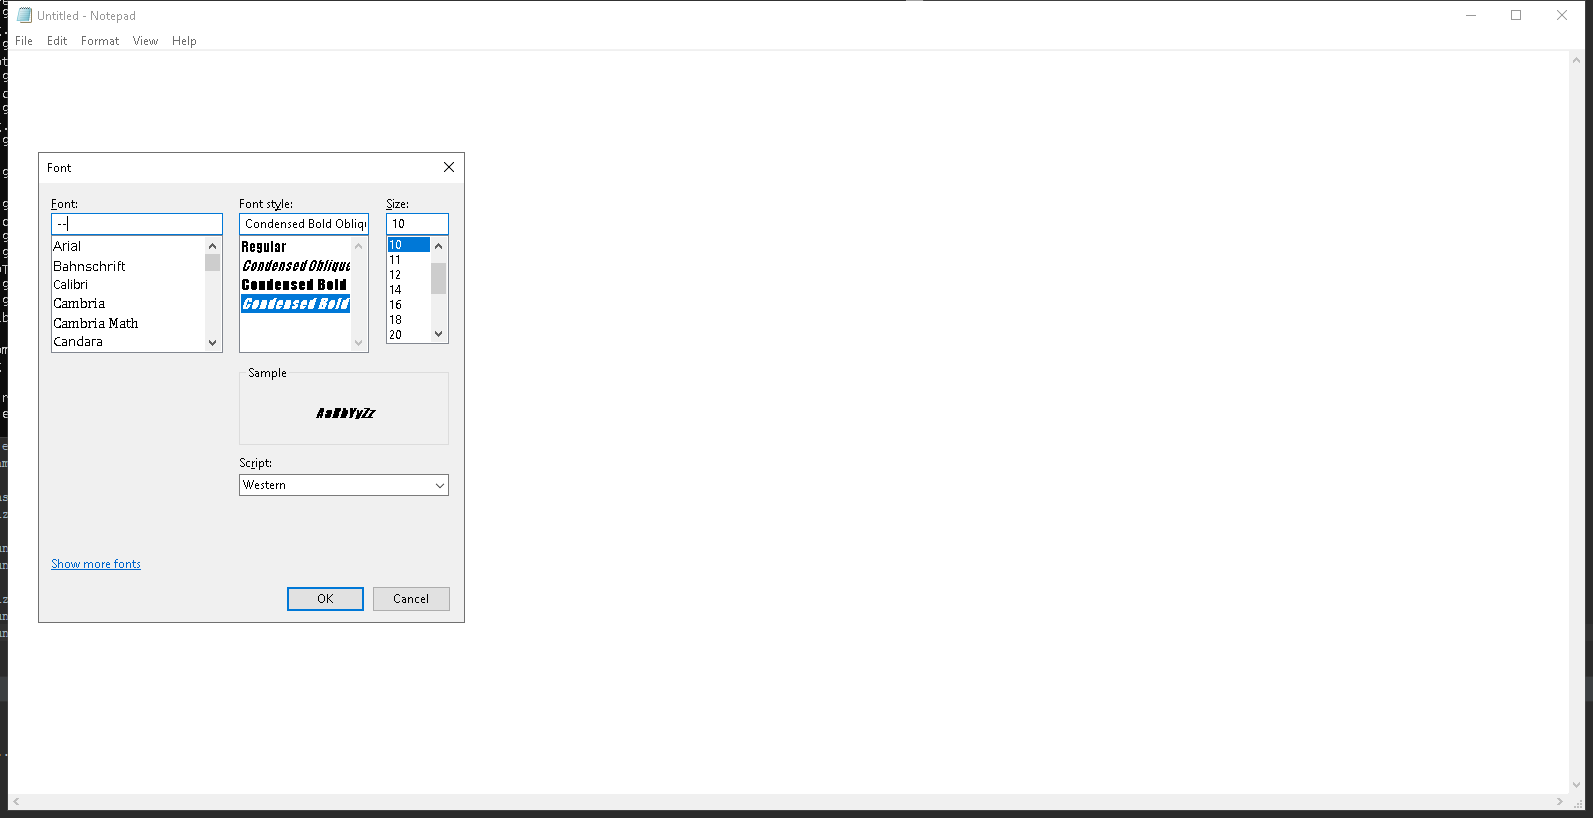 Untitled - Notepad
File Edit Format View Help
Font
Font: Font style: Size:
-- Condensed Bold Obliqu 10
Arial
Bahnschrift
Calibri
Cambria
Cambria Math
Candara
Regular
Condensed Oblique
Condensed Bold
Condensed Bold
10
11
12
14
16
18
20
Sample
AaBbYyZz
Script:
Western
Show more fonts
OK Cancel